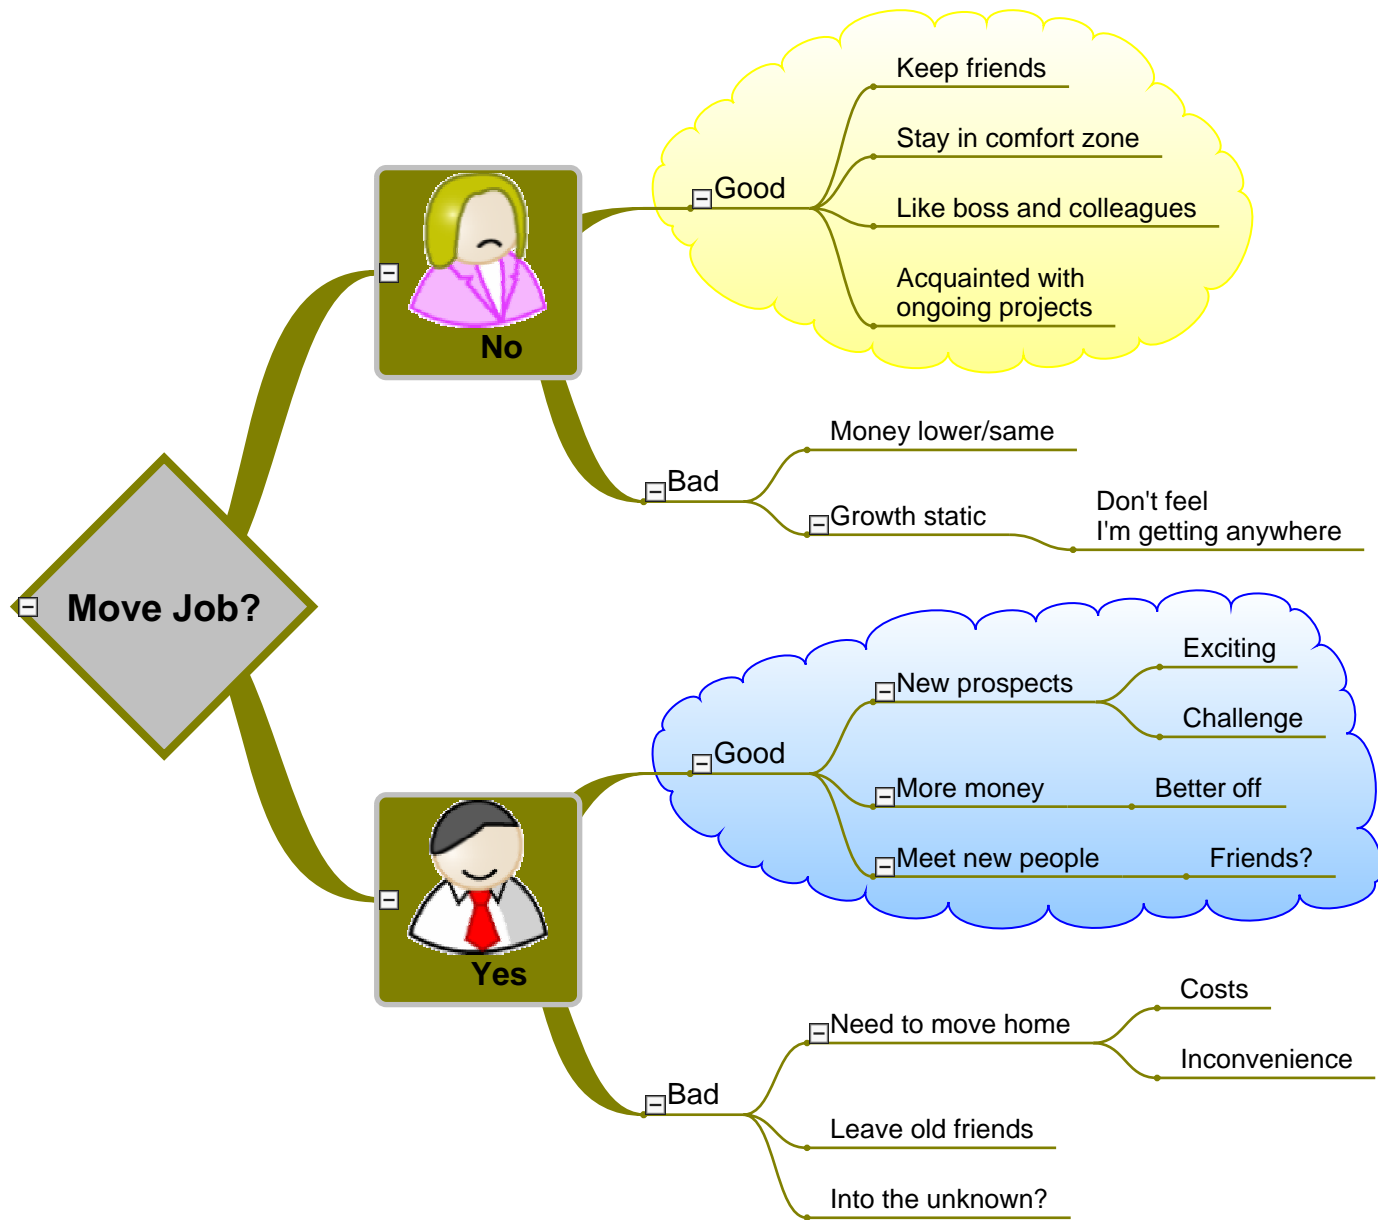 Move Job?
No
Good
Keep friends
Stay in comfort zone
Like boss and colleagues
Acquainted with
ongoing projects
Bad
Money lower/same
Growth static
Don't feel
I'm getting anywhere
Yes
Good
New prospects
Exciting
Challenge
More money
Better off
Meet new people
Friends?
Bad
Need to move home
Costs
Inconvenience
Leave old friends
Into the unknown?